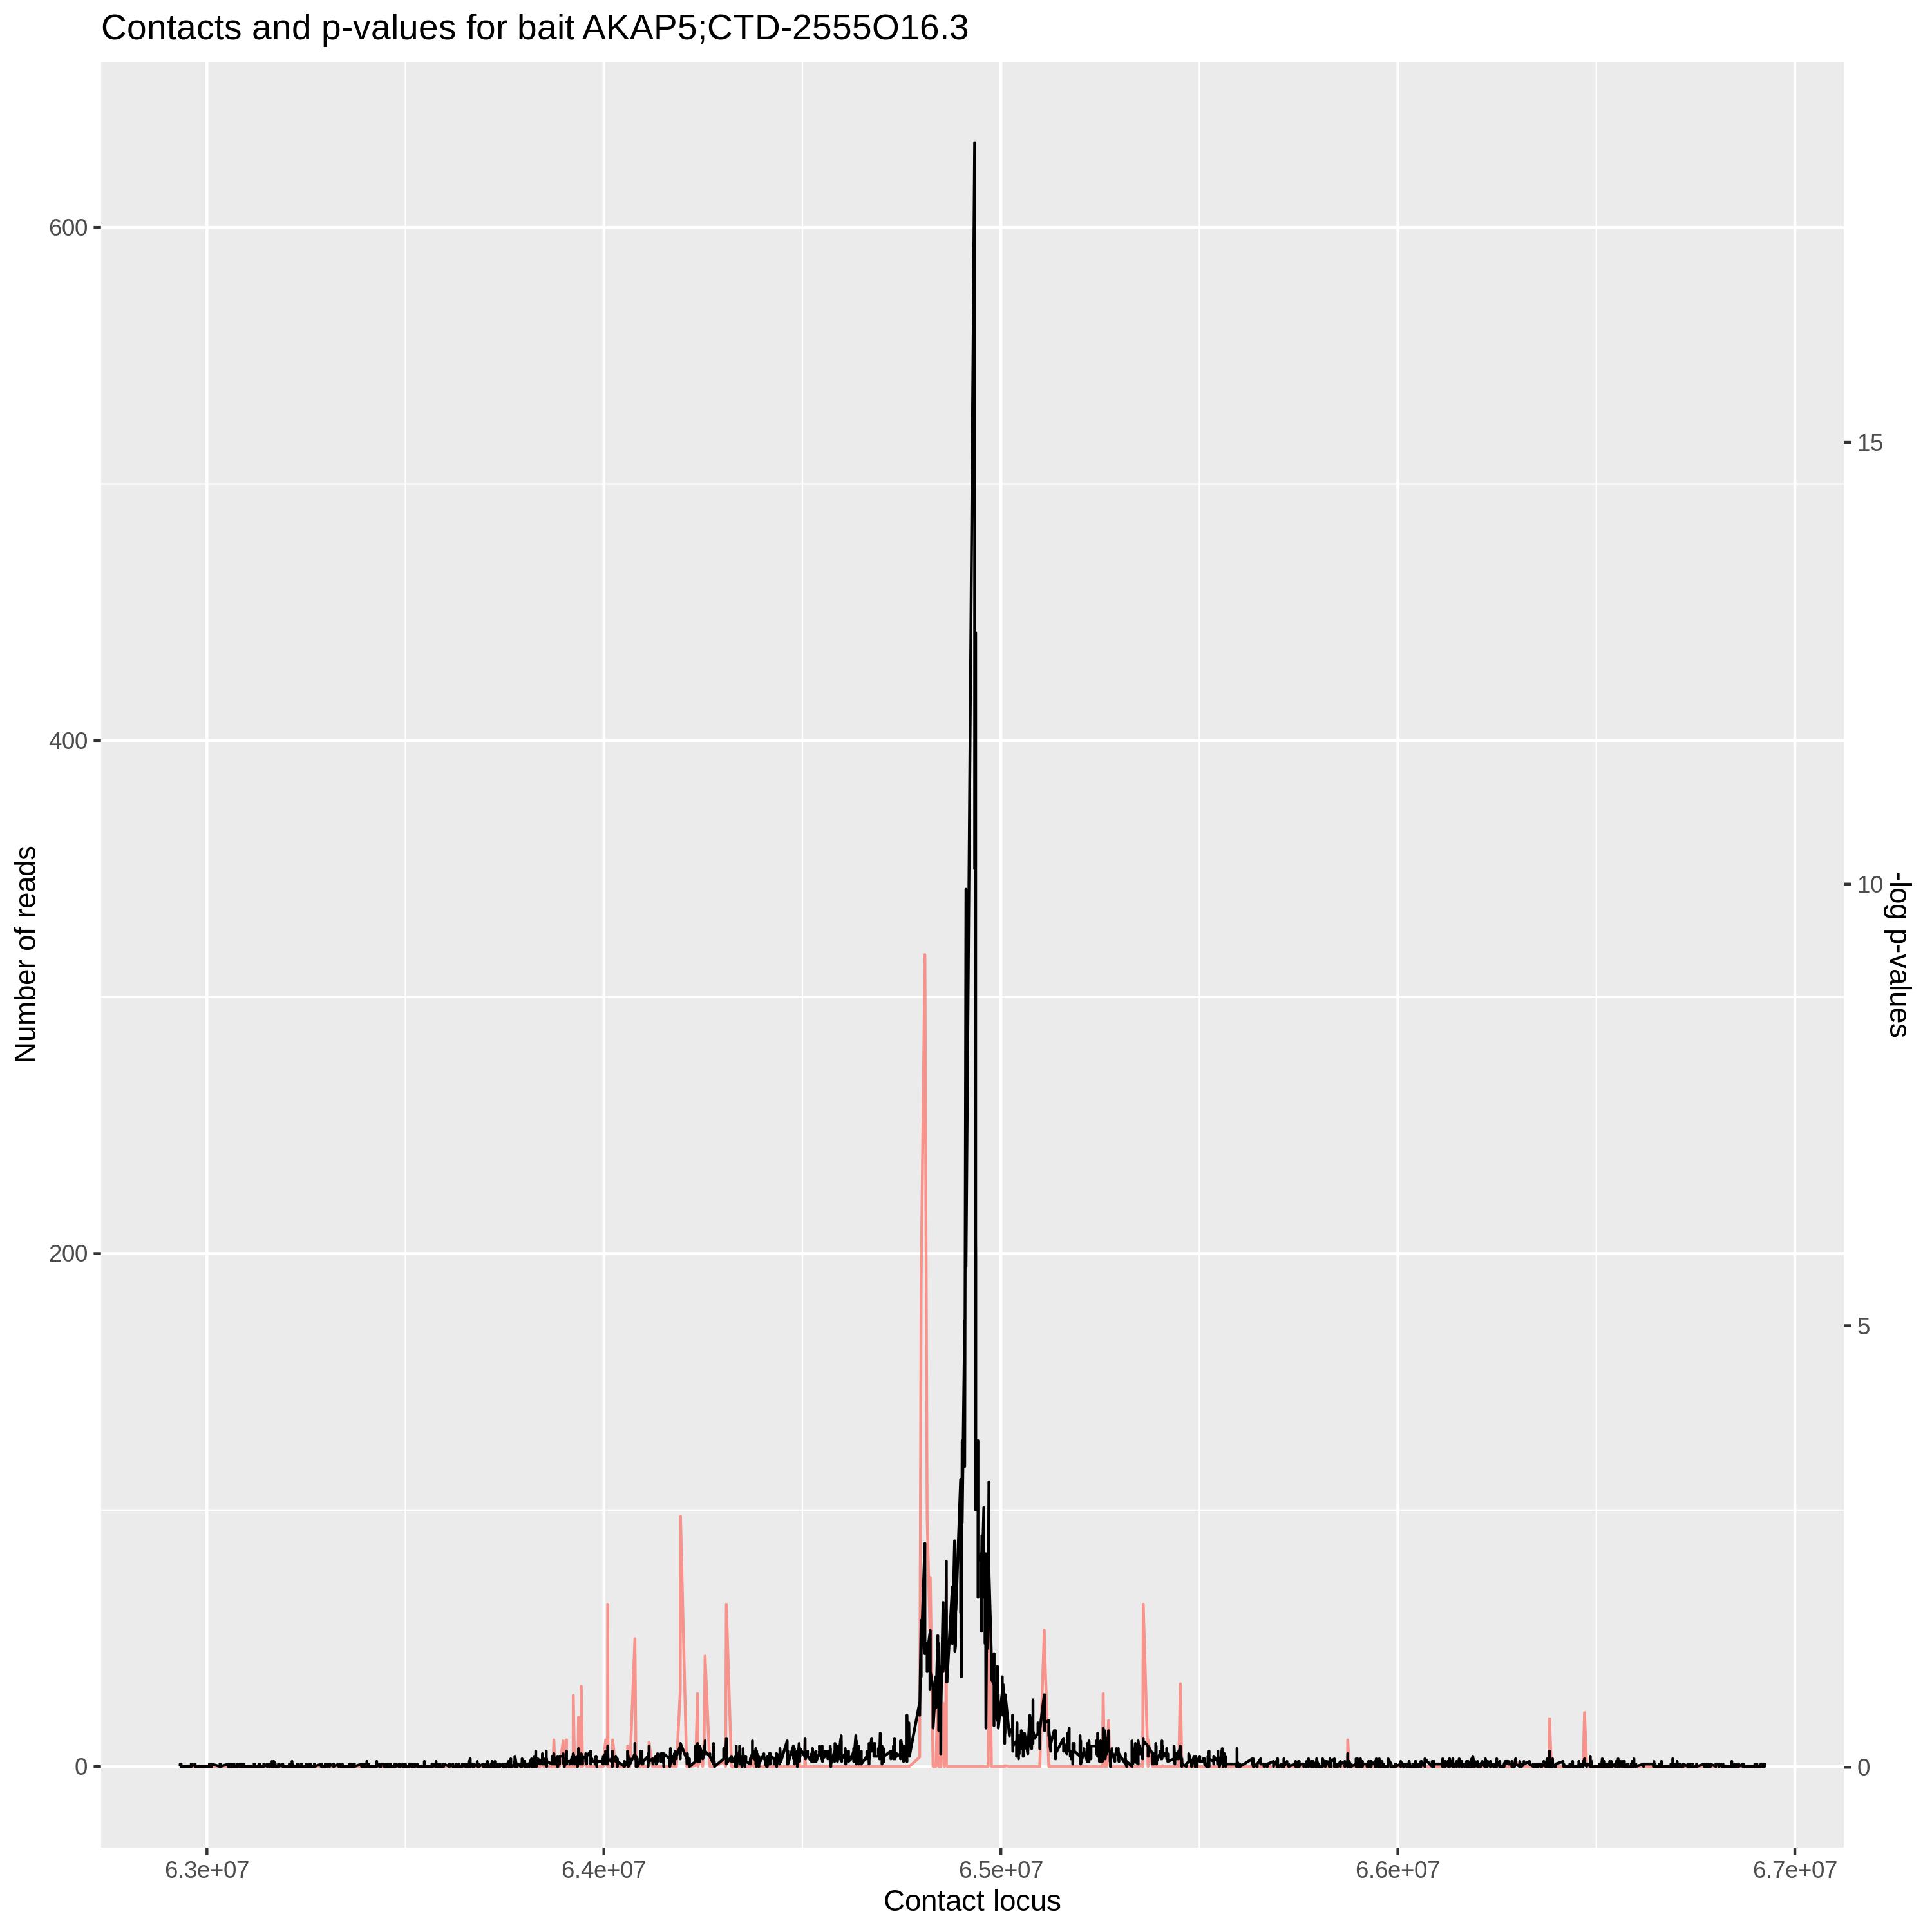 Contacts and p-values for bait AKAP5;CTD-2555O16.3
600
400
200
0
Number of reads
15
10
5
0
-log p-values
6.3e+07
6.4e+07
6.5e+07
6.6e+07
6.7e+07
Contact locus